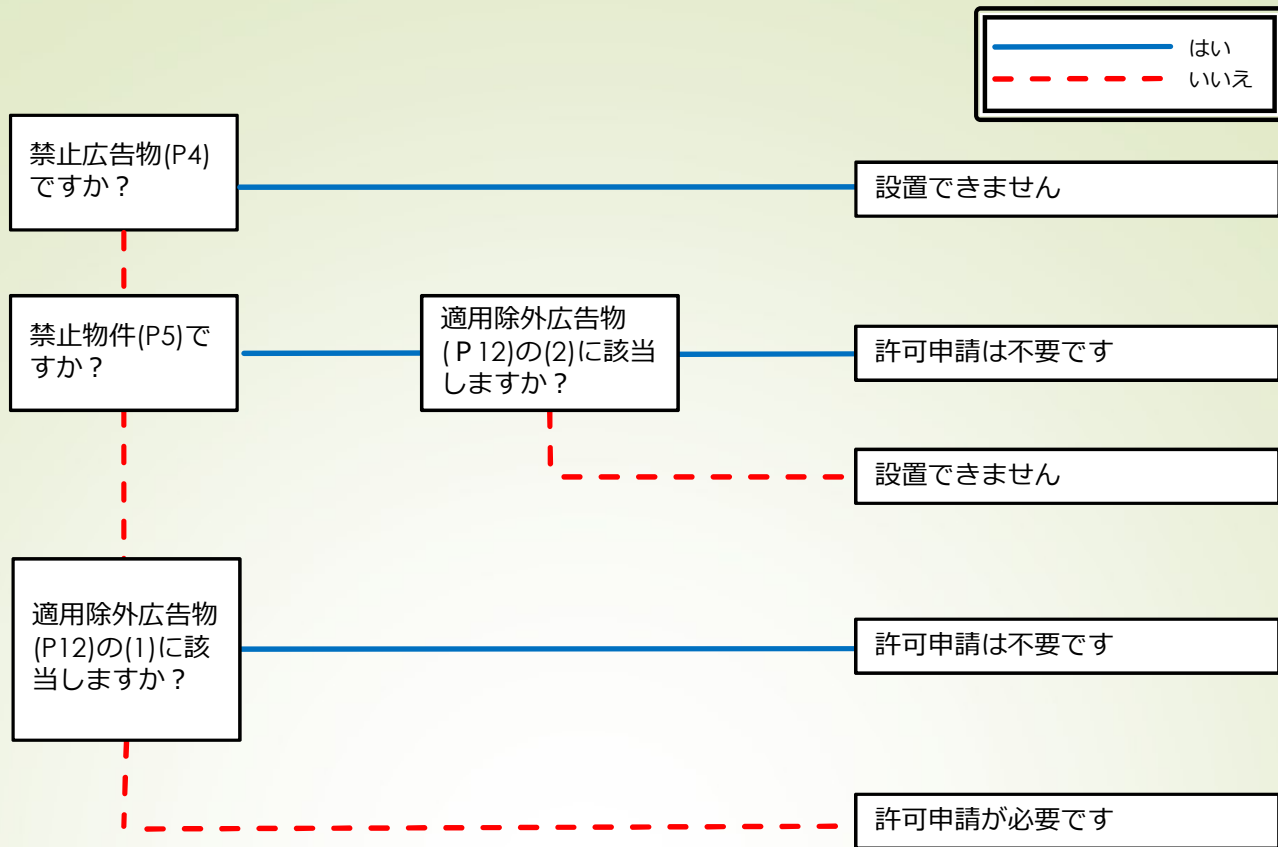 はい
いいえ
禁止広告物(P4)
ですか？
設置できません
禁止物件(P5)で
すか？
適用除外広告物
(Ｐ12)の(2)に該当
しますか？
許可申請は不要です
設置できません
適用除外広告物
(P12)の(1)に該
当しますか？
許可申請は不要です
許可申請が必要です